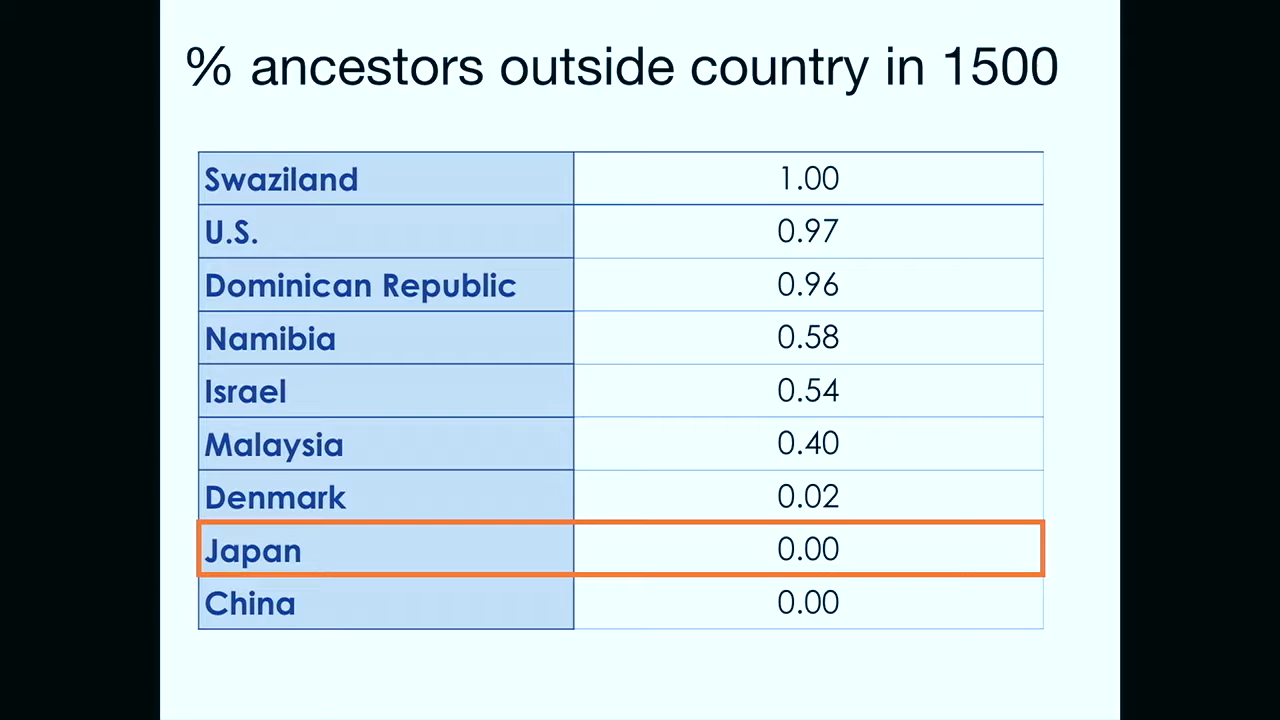 % ancestors outside country in 1500
Swaziland 1.00
U.S. 0.97
Dominican Republic 0.96
Namibia 0.58
Israel 0.54
Malaysia 0.40
Denmark 0.02
Japan 0.00
China 0.00